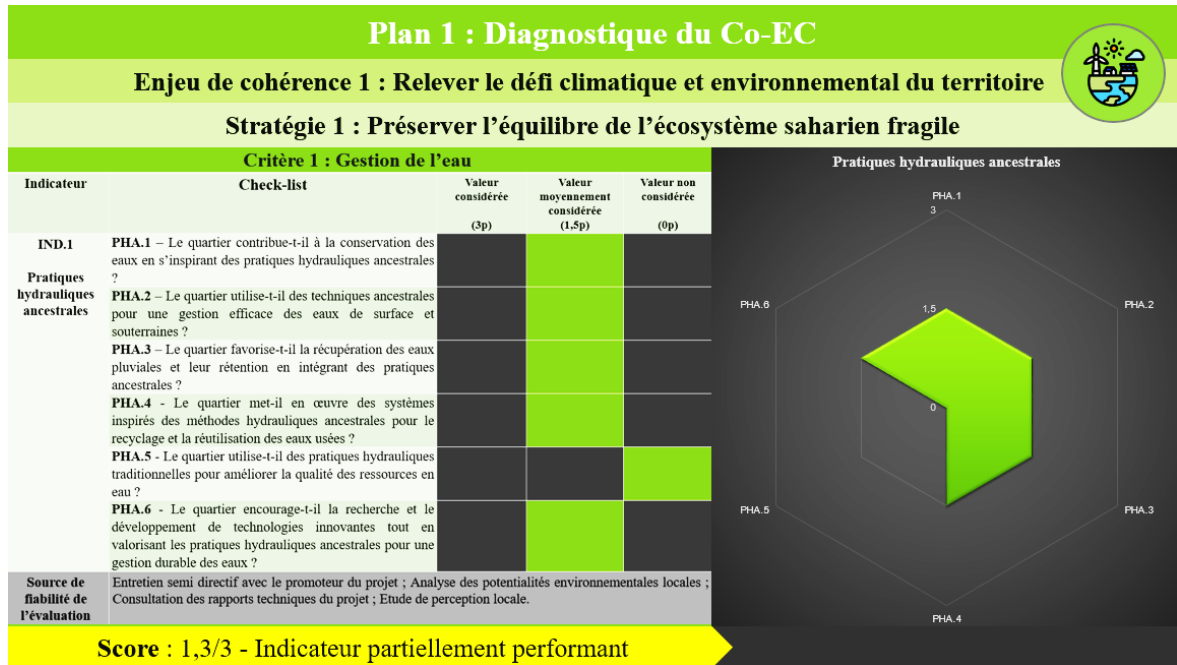 Plan 1 : Diagnostique du Co-EC
Enjeu de cohérence 1 : Relever le défi climatique et environnemental du territoire
Stratégie 1 : Préserver l’équilibre de l’écosystème saharien fragile
Critère 1 : Gestion de l’eau
Indicateur
Check-list
Valeur
considérée
(3p)
Valeur
moyennement
considérée
(1,5p)
Valeur non
considérée
(0p)
IND.1
Pratiques
hydrauliques
ancestrales
PHA.1 – Le quartier contribue-t-il à la conservation des
eaux en s’inspirant des pratiques hydrauliques ancestrales
?
PHA.2 – Le quartier utilise-t-il des techniques ancestrales
pour une gestion efficace des eaux de surface et
souterraines ?
PHA.3 – Le quartier favorise-t-il la récupération des eaux
pluviales et leur rétention en intégrant des pratiques
ancestrales ?
PHA.4 - Le quartier met-il en œuvre des systèmes
inspirés des méthodes hydrauliques ancestrales pour le
recyclage et la réutilisation des eaux usées ?
PHA.5 - Le quartier utilise-t-il des pratiques hydrauliques
traditionnelles pour améliorer la qualité des ressources en
eau ?
PHA.6 - Le quartier encourage-t-il la recherche et le
développement de technologies innovantes tout en
valorisant les pratiques hydrauliques ancestrales pour une
gestion durable des eaux ?
Source de
fiabilité de
l’évaluation
Entretien semi directif avec le promoteur du projet ; Analyse des potentialités environnementales locales ;
Consultation des rapports techniques du projet ; Etude de perception locale.
Score : 1,3/3 - Indicateur partiellement performant
Pratiques hydrauliques ancestrales
PHA.1
3
PHA.6
1,5
PHA.2
0
PHA.5
PHA.3
PHA.4